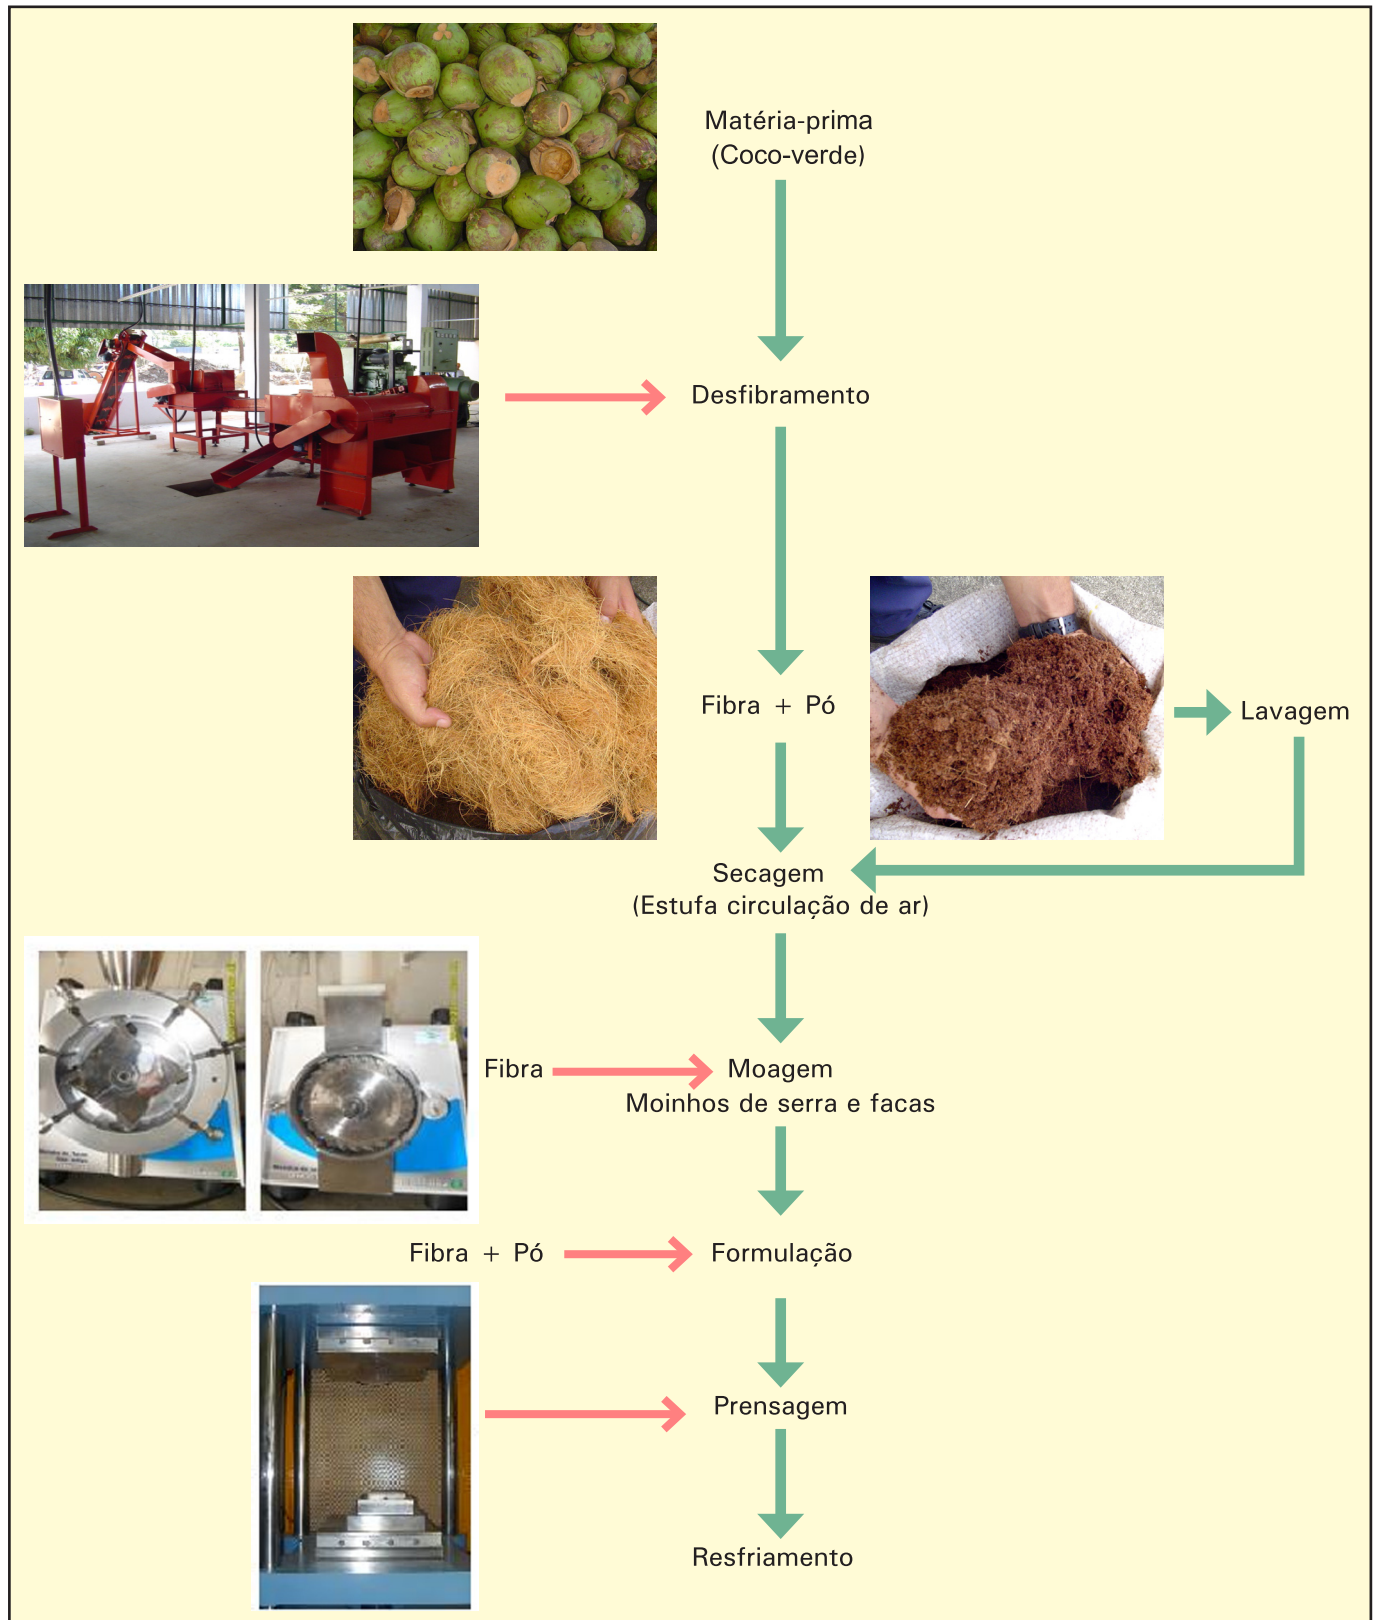 Matéria-prima
(Coco-verde)
Desfibramento
Fibra + Pó
Lavagem
Secagem
(Estufa circulação de ar)
Fibra
Moagem
Moinhos de serra e facas
Fibra + Pó
Formulação
Prensagem
Resfriamento